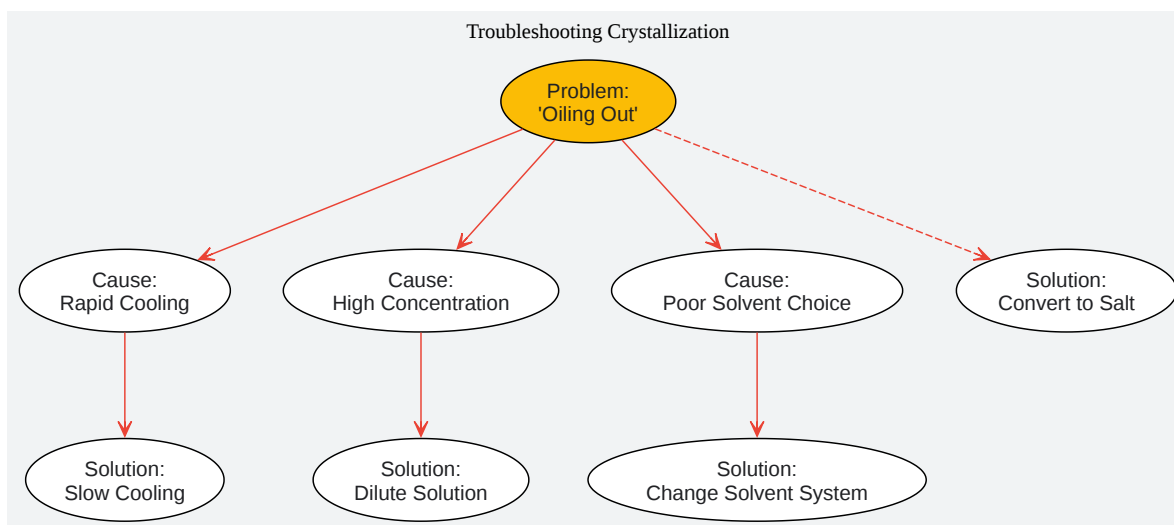 Troubleshooting Crystallization
Problem:
'Oiling Out'
Cause:
Rapid Cooling
Cause:
High Concentration
Cause:
Poor Solvent Choice
Solution:
Convert to Salt
Solution:
Slow Cooling
Solution:
Dilute Solution
Solution:
Change Solvent System